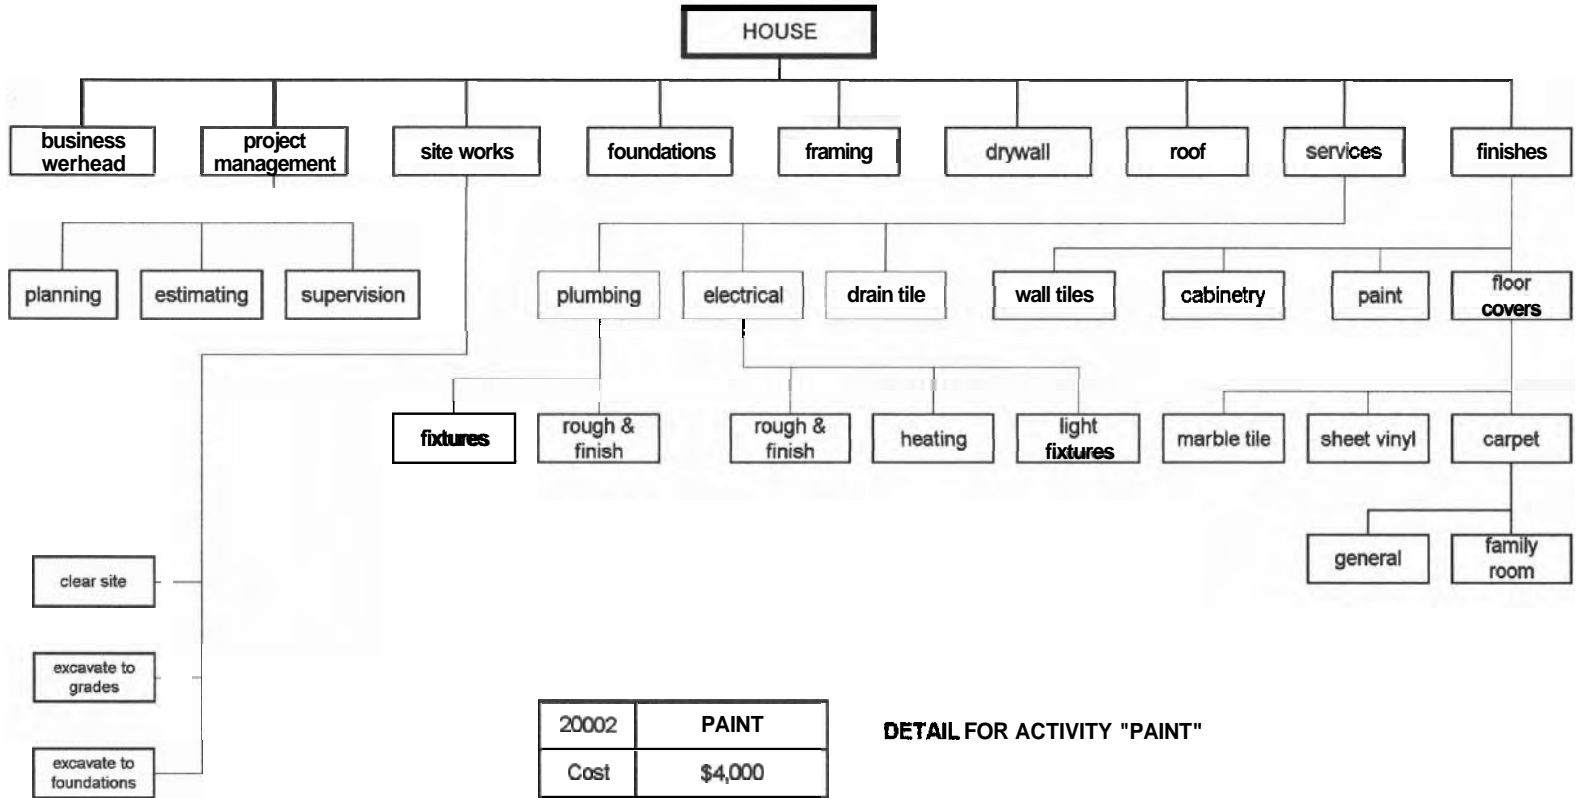 HOUSE
business
werhead
project
management
site works
foundations
framing
drywall
roof
services
finishes
planning
estimating
supervision
plumbing
electrical
drain tile
wall tiles
cabinetry
paint
floor
covers
fixtures
rough &
finish
rough &
finish
heating
light
fixtures
marble tile
sheet vinyl
carpet
general
family
room
clear site
excavate to
grades
excavate to
foundations
20002 PAINT
Cost $4,000
DETAIL FOR ACTIVITY "PAINT"